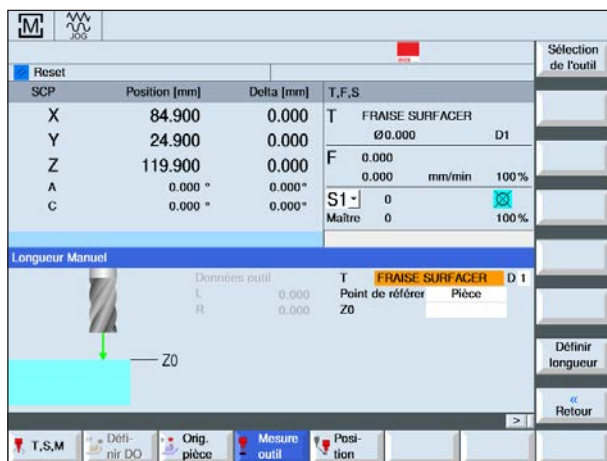 M JOG
Sélection
de l'outil
Reset
SCP Position [mm] Delta [mm] T,F,S
X 84.900 0.000 T FRAISE SURFACER
Ø0.000 D1
Y 24.900 0.000
F 0.000
Z 119.900 0.000
0.000 mm/min 100%
A 0.000 ° 0.000°
C 0.000 ° 0.000° S1 0
Maître 0 100%
Longueur Manuel
Données outil T FRAISE SURFACER D 1
L 0.000 Point de référer Pièce
R 0.000 Z0
Z0
Définir
longueur
«
Retour
>
T,S,M
Défi-
nir DO
Orig.
pièce
Mesure
outil
Posi-
tion